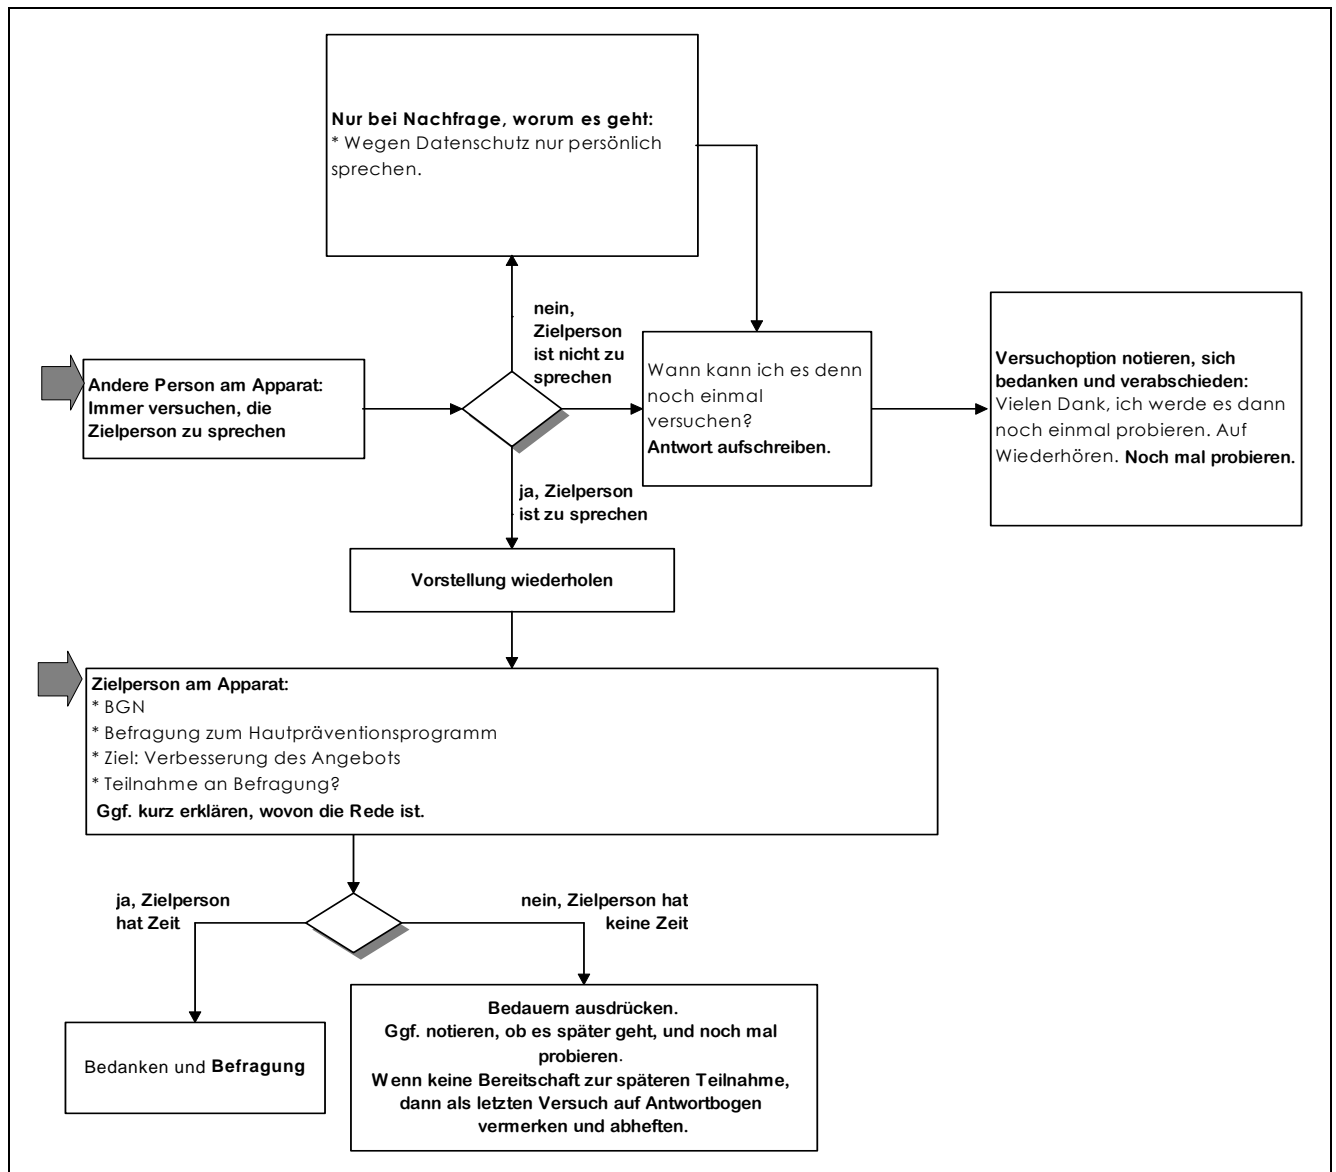 Nur bei Nachfrage, worum es geht:
* Wegen Datenschutz nur persönlich
sprechen.
nein,
Zielperson
ist nicht zu
sprechen
Andere Person am Apparat:
Immer versuchen, die
Zielperson zu sprechen
Wann kann ich es denn
noch einmal
versuchen?
Antwort aufschreiben.
Versuchoption notieren, sich
bedanken und verabschieden:
Vielen Dank, ich werde es dann
noch einmal probieren. Auf
Wiederhören. Noch mal probieren.
ja, Zielperson
ist zu sprechen
Vorstellung wiederholen
Zielperson am Apparat:
* BGN
* Befragung zum Hautpräventionsprogramm
* Ziel: Verbesserung des Angebots
* Teilnahme an Befragung?
Ggf. kurz erklären, wovon die Rede ist.
ja, Zielperson
hat Zeit
nein, Zielperson hat
keine Zeit
Bedanken und Befragung
Bedauern ausdrücken.
Ggf. notieren, ob es später geht, und noch mal
probieren.
Wenn keine Bereitschaft zur späteren Teilnahme,
dann als letzten Versuch auf Antwortbogen
vermerken und abheften.